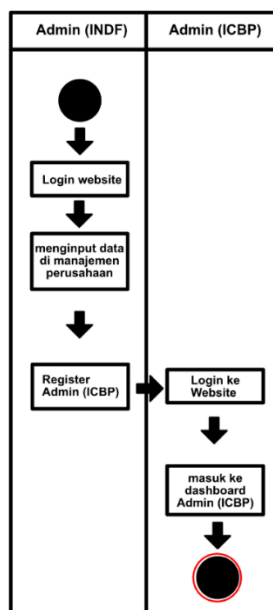 Admin (INDF)
Admin (ICBP)
Login website
menginput data
di manajemen
perusahaan
Register
Admin (ICBP)
Login ke
Website
masuk ke
dashboard
Admin (ICBP)